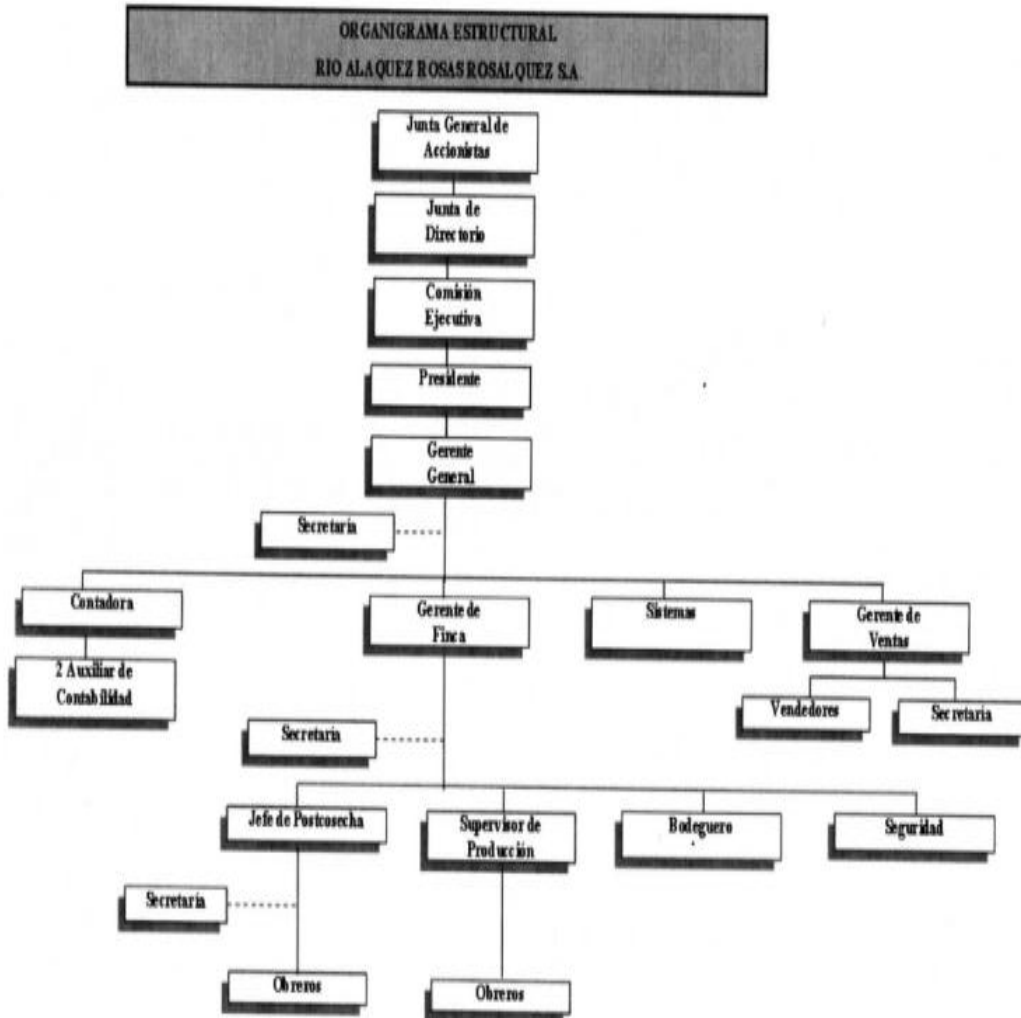 ORGANIGRAMA ESTRUCTURAL
RIO ALAQUEZ ROSAS ROSALQUEZ S.A
Junta General de
Accionistas
Junta de
Directorio
Comisión
Ejecutiva
Presidente
Gerente
General
Secretaría
Contadora
Gerente de
Finca
Sistemas
Gerente de
Ventas
2 Auxiliar de
Contabilidad
Vendedores
Secretaria
Secretaría
Jefe de Postcosecha
Supervisor de
Producción
Bodeguero
Seguridad
Secretaría
Obreros
Obreros